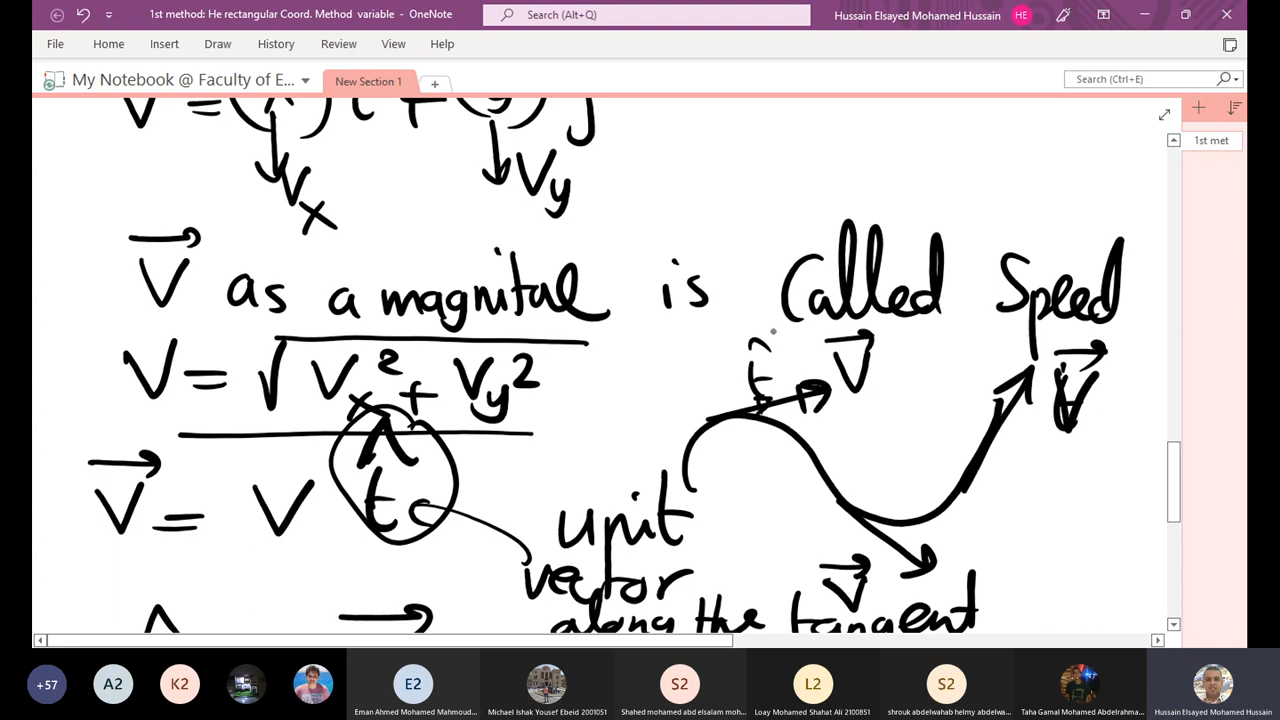 1st method: He rectangular Coord. Method variable - OneNote
Search (Alt+Q)
Hussain Elsayed Mohamed Hussain
HE
File Home Insert Draw History Review View Help
My Notebook @ Faculty of E...
New Section 1
+
Search (Ctrl+E)
1st met
V = (x) i + (y) j
Vx
Vy
V as a magnital is Called Speed
V = √Vx² + Vy²
t̂ V
V
V = V t̂
unit
vector
V
along the tangent
+57
A2
K2
E2
S2
L2
S2
Eman Ahmed Mohamed Mahmoud...
Michael Ishak Yousef Ebeid 2001051
Shahed mohamed abd elsalam moh...
Loay Mohamed Shahat Ali 2100851
shrouk abdelwahab helmy abdelwa...
Taha Gamal Mohamed Abdelrahma...
Hussain Elsayed Mohamed Hussain